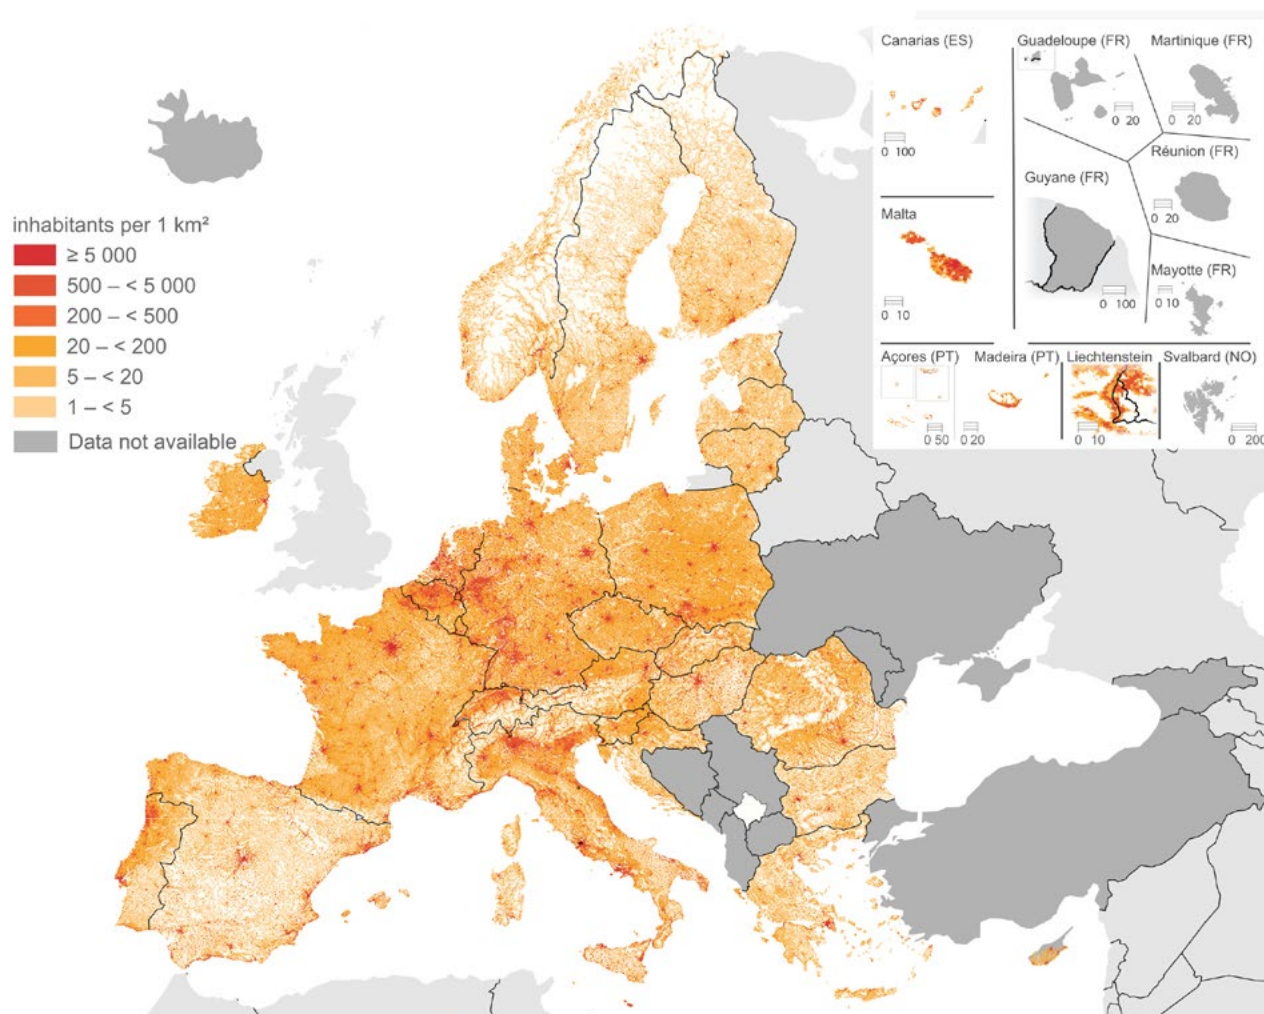 inhabitants per 1 km²
≥ 5 000
500 – < 5 000
200 – < 500
20 – < 200
5 – < 20
1 – < 5
Data not available
Canarias (ES)
0 100
Malta
0 10
Guadeloupe (FR)
0 20
Martinique (FR)
0 20
Guyane (FR)
0 100
Réunion (FR)
0 20
Mayotte (FR)
0 10
Açores (PT)
0 50
Madeira (PT)
0 20
Liechtenstein
0 10
Svalbard (NO)
0 200